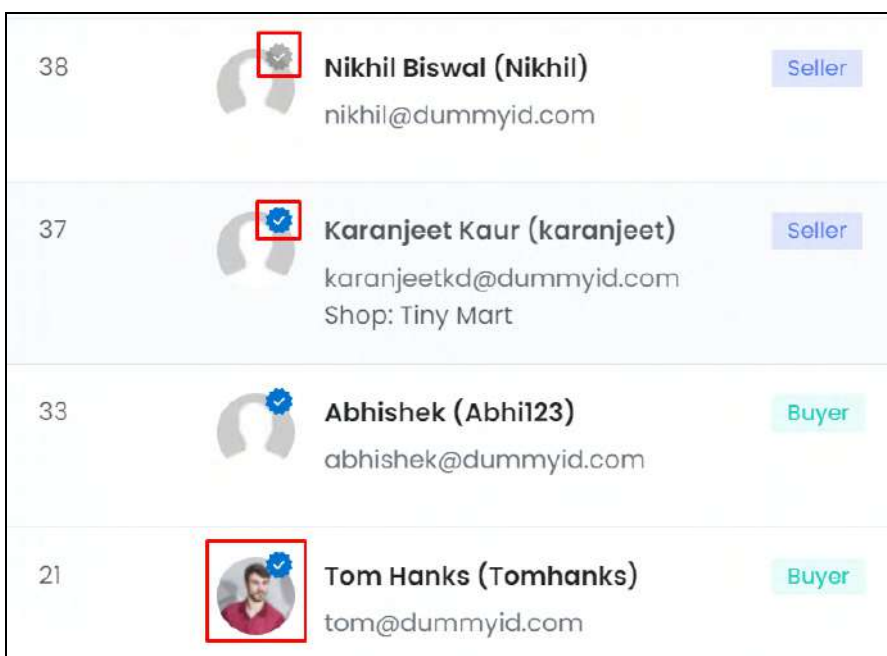 38
Nikhil Biswal (Nikhil)
Seller
nikhil@dummyid.com
37
Karanjeet Kaur (karanjeet)
Seller
karanjeetkd@dummyid.com
Shop: Tiny Mart
33
Abhishek (Abhi123)
Buyer
abhishek@dummyid.com
21
Tom Hanks (Tomhanks)
Buyer
tom@dummyid.com